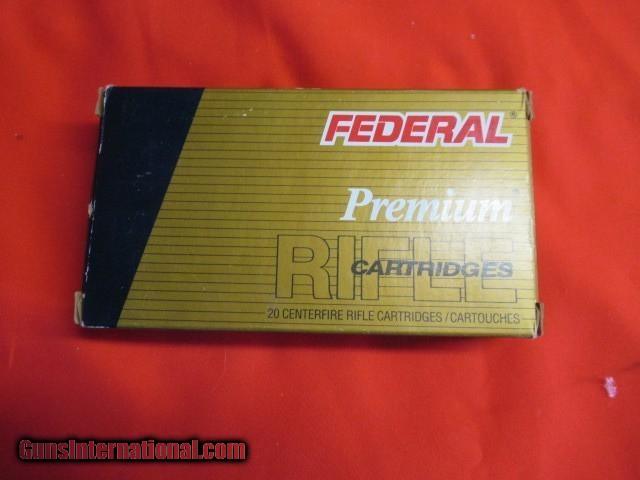 FEDERAL®
Premium®
RIFLE
CARTRIDGES
20 CENTERFIRE RIFLE CARTRIDGES/CARTOUCHES
GunsInternational.com